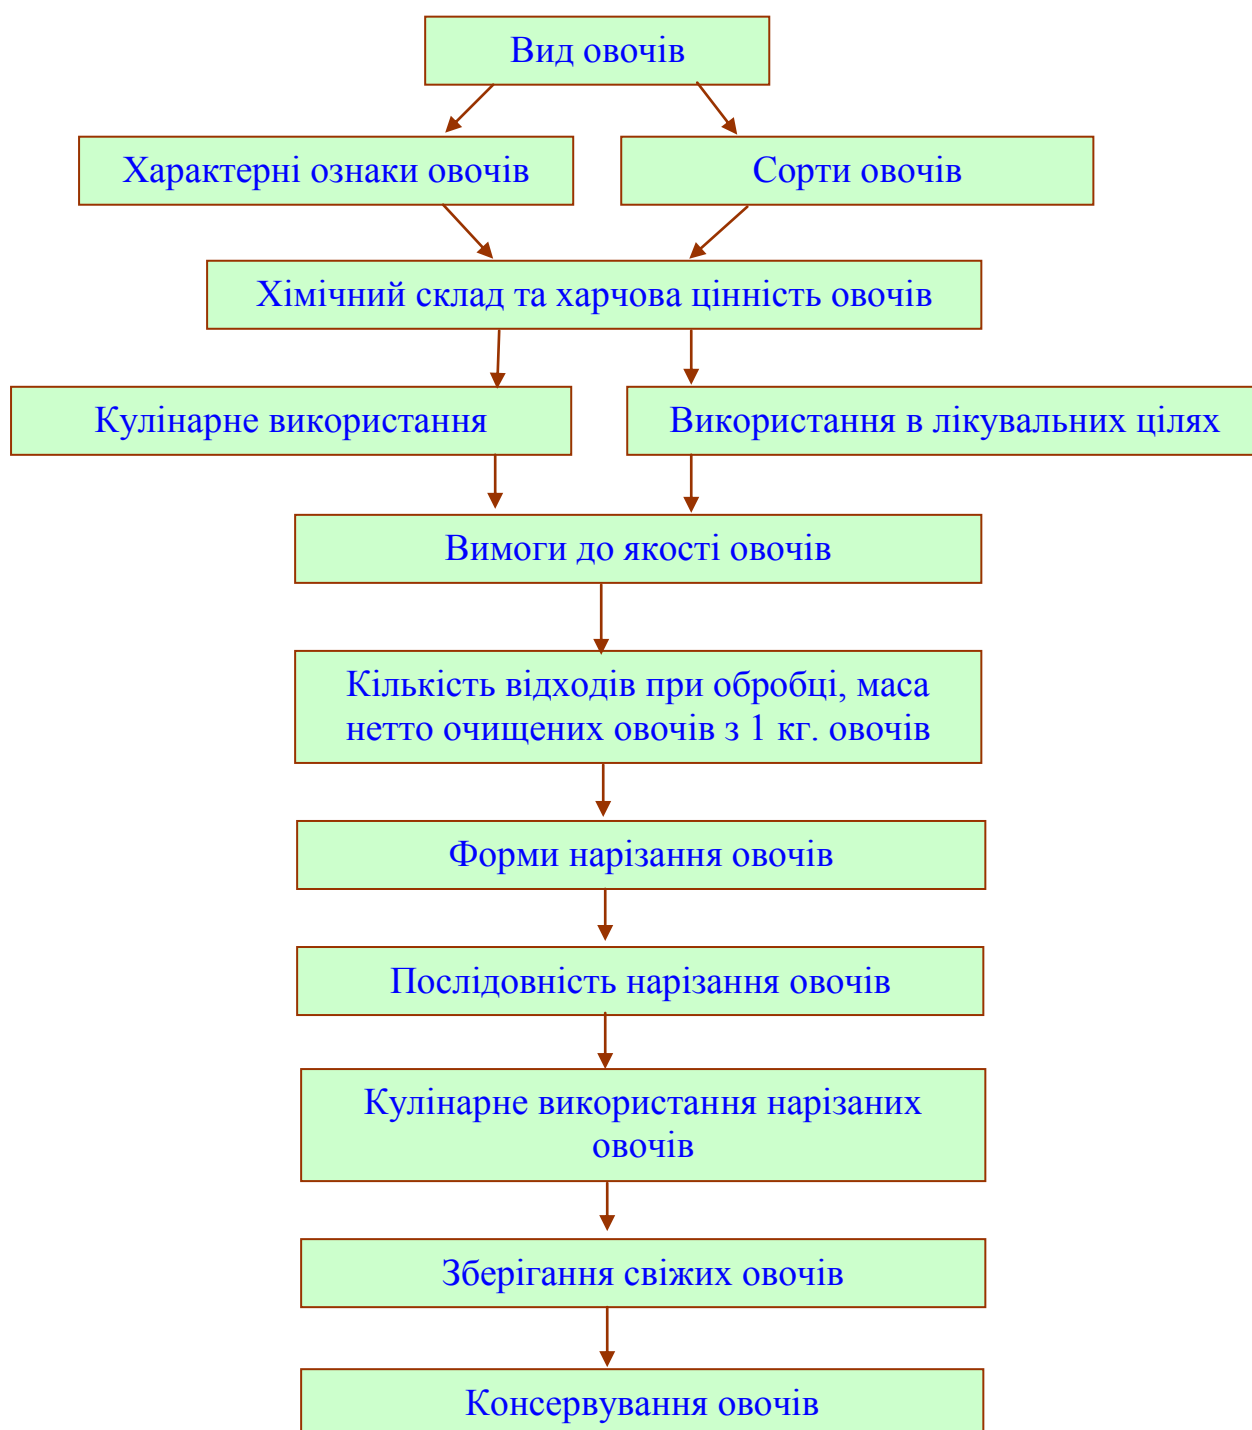 Вид овочів
Характерні ознаки овочів
Сорти овочів
Хімічний склад та харчова цінність овочів
Кулінарне використання
Використання в лікувальних цілях
Вимоги до якості овочів
Кількість відходів при обробці, маса
нетто очищених овочів з 1 кг. овочів
Форми нарізання овочів
Послідовність нарізання овочів
Кулінарне використання нарізаних
овочів
Зберігання свіжих овочів
Консервування овочів